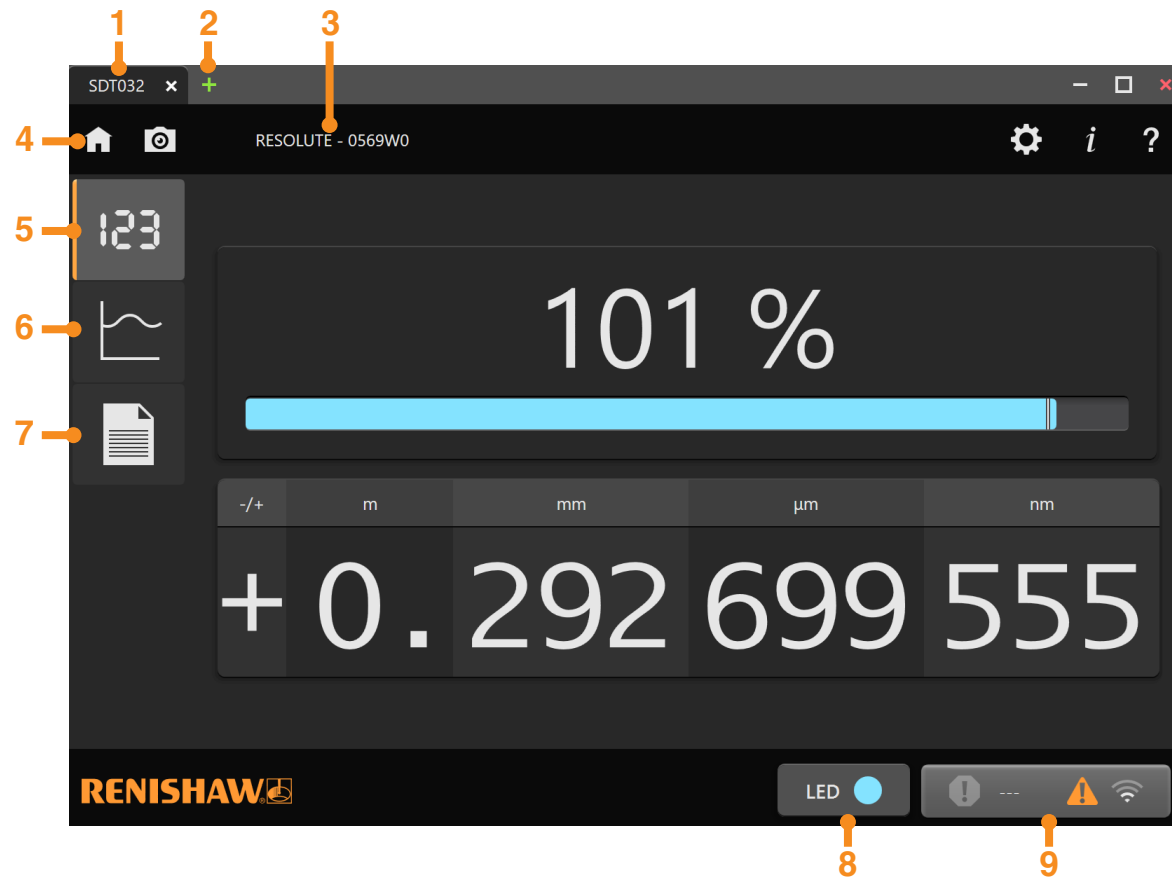 1 2 3
SDT032 × +
4 RESOLUTE - 0569W0 i ?
5 123
101 %
6
7
-/+ m mm µm nm
+ 0. 292 699 555
RENISHAW LED ---
8 9